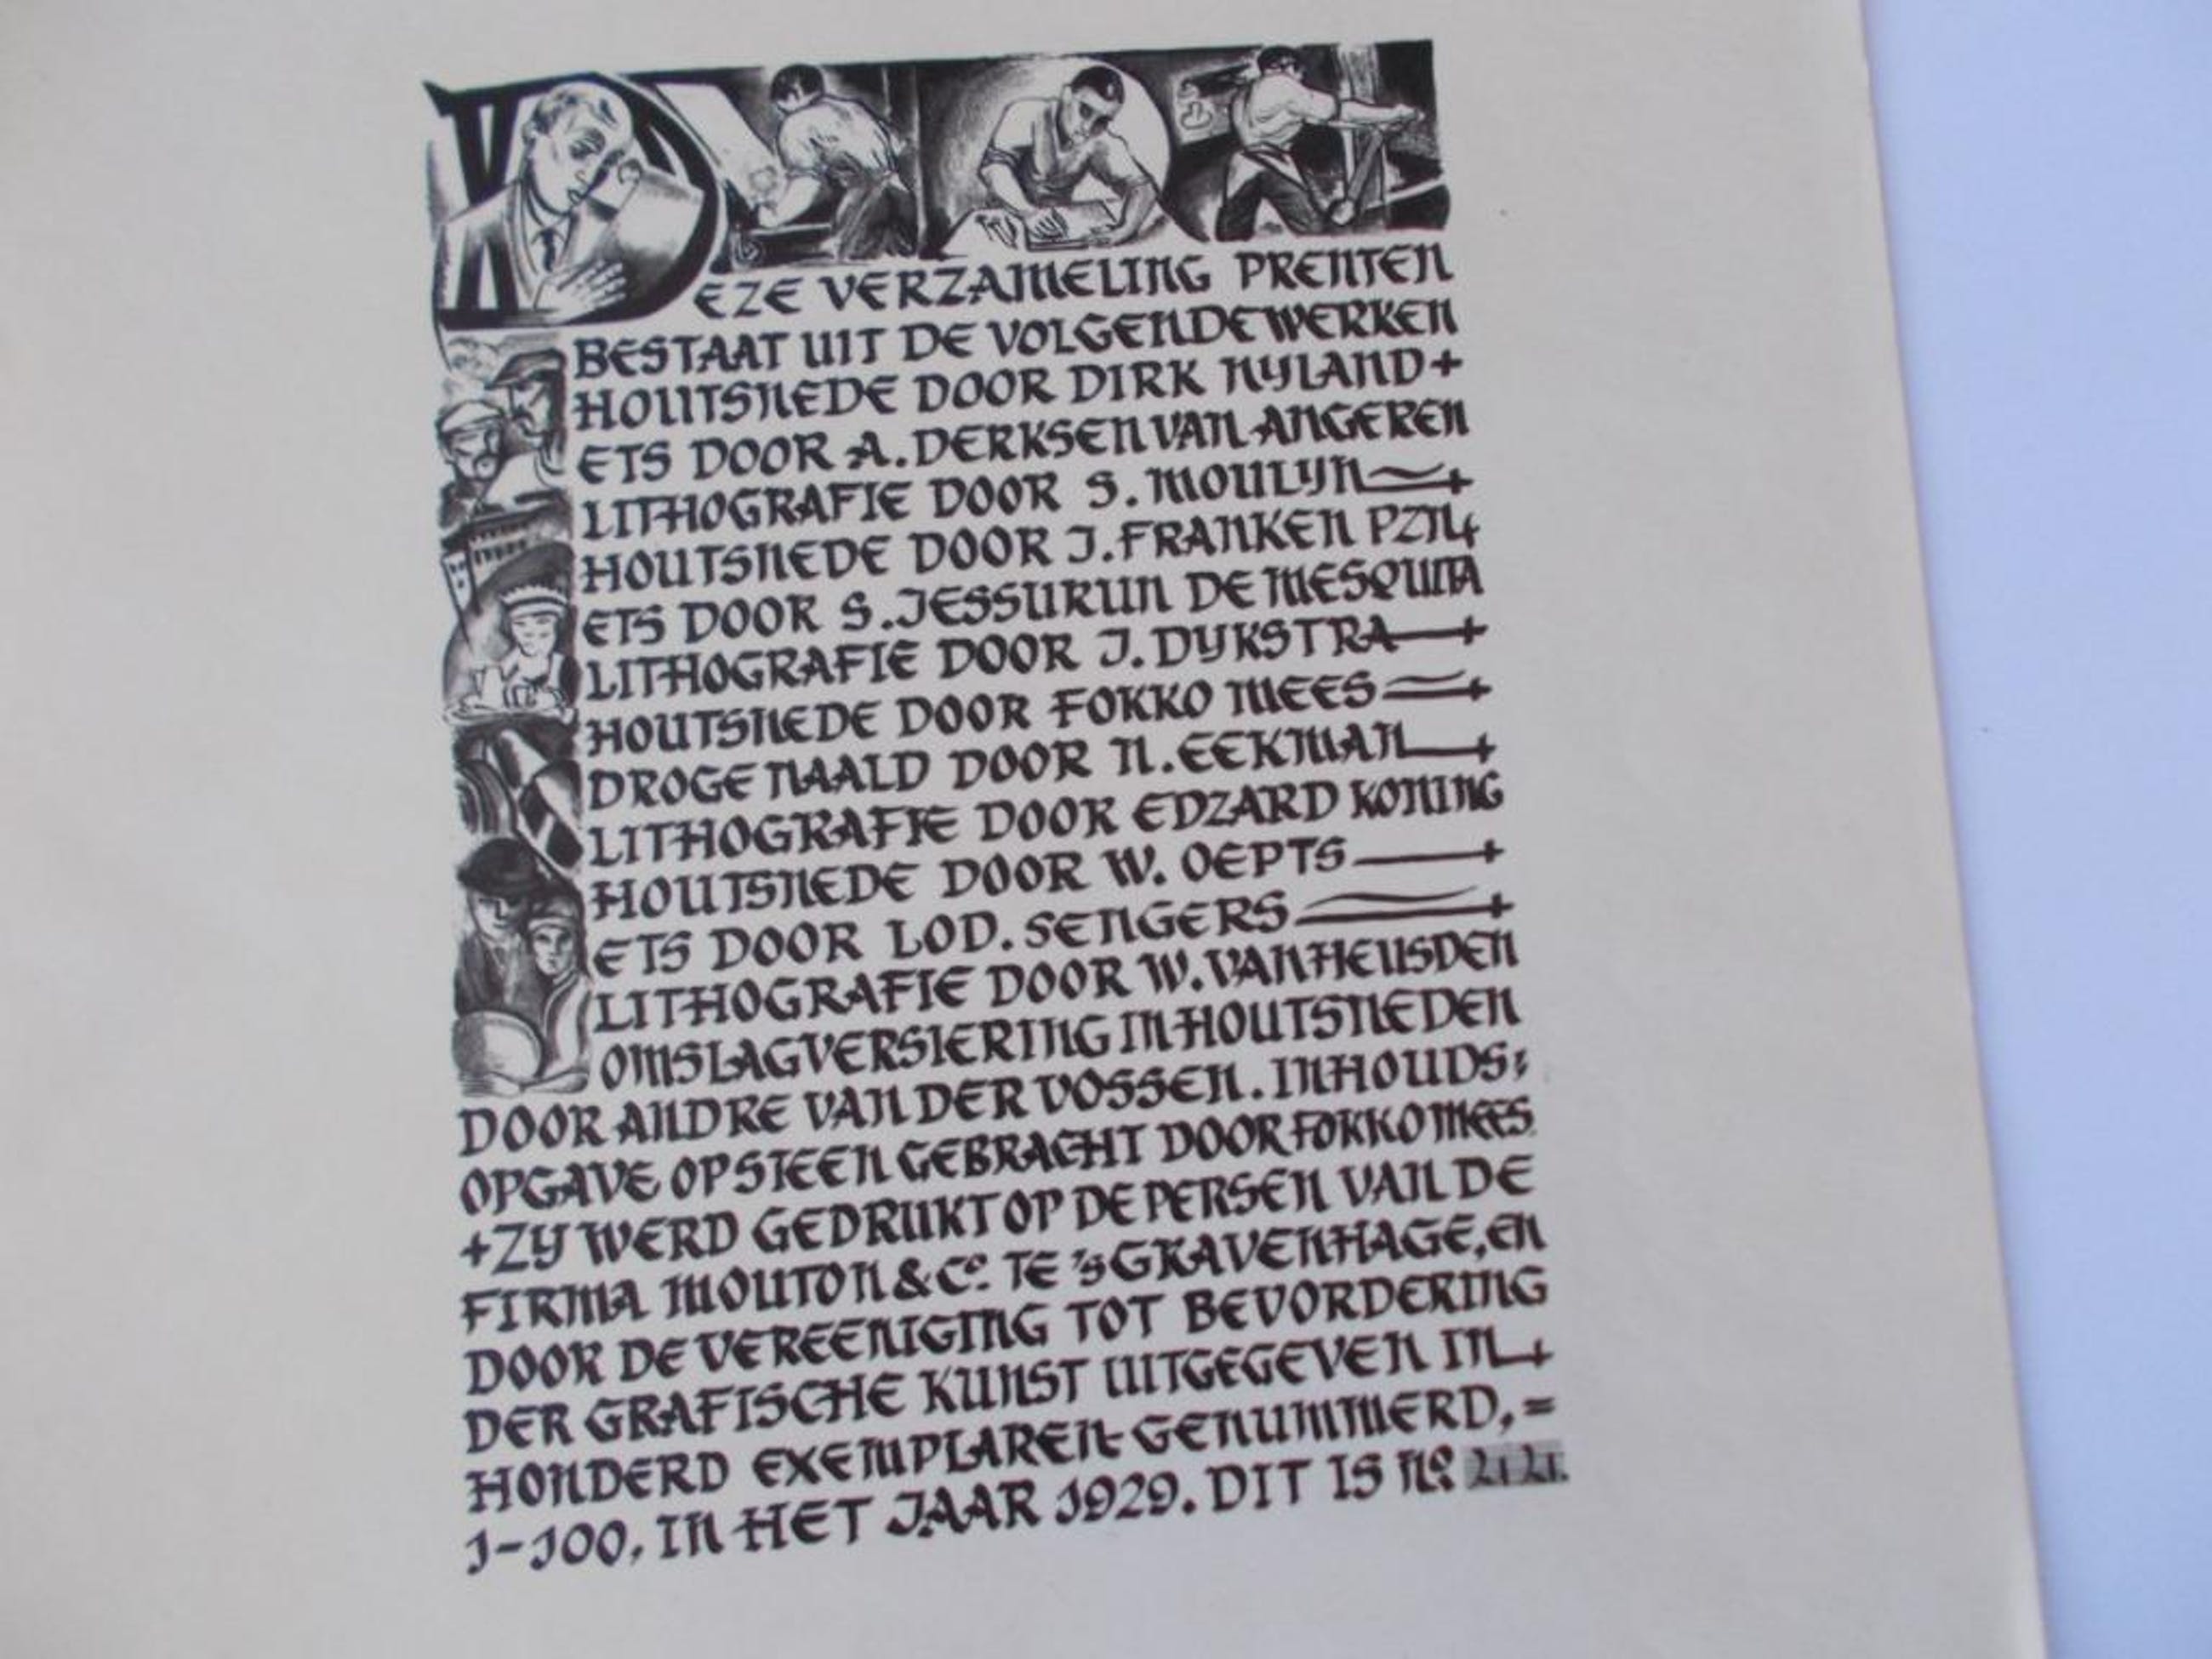 DEZE VERZAMELING PRENTEN
BESTAAT UIT DE VOLGENDE WERKEN
HOUTSNEDE DOOR DIRK NYLAND +
ETS DOOR A. DERKSEN VAN ANGEREN
LITHOGRAFIE DOOR S. MOULYN +
HOUTSNEDE DOOR J. FRANKEN PZN +
ETS DOOR S. JESSURUN DE MESQUITA
LITHOGRAFIE DOOR J. DYKSTRA +
HOUTSNEDE DOOR FOKKO MEES +
DROGE NAALD DOOR N. EEKMAN +
LITHOGRAFIE DOOR EDZARD KONING
HOUTSNEDE DOOR W. OEPTS +
ETS DOOR LOD. SENGERS +
LITHOGRAFIE DOOR W. VAN HEUSDEN
OMSLAGVERSIERING IN HOUTSNEDEN
DOOR ANDRE VAN DER VOSSEN. INHOUDS=
OPGAVE OP STEEN GEBRACHT DOOR FOKKO MEES
+ ZY WERD GEDRUKT OP DE PERSEN VAN DE
FIRMA MOUTON & Co. TE 'sGRAVENHAGE, EN
DOOR DE VEREENIGING TOT BEVORDERING
DER GRAFISCHE KUNST UITGEGEVEN IN +
HONDERD EXEMPLAREN GENUMMERD, =
1-100, IN HET JAAR 1929. DIT IS No